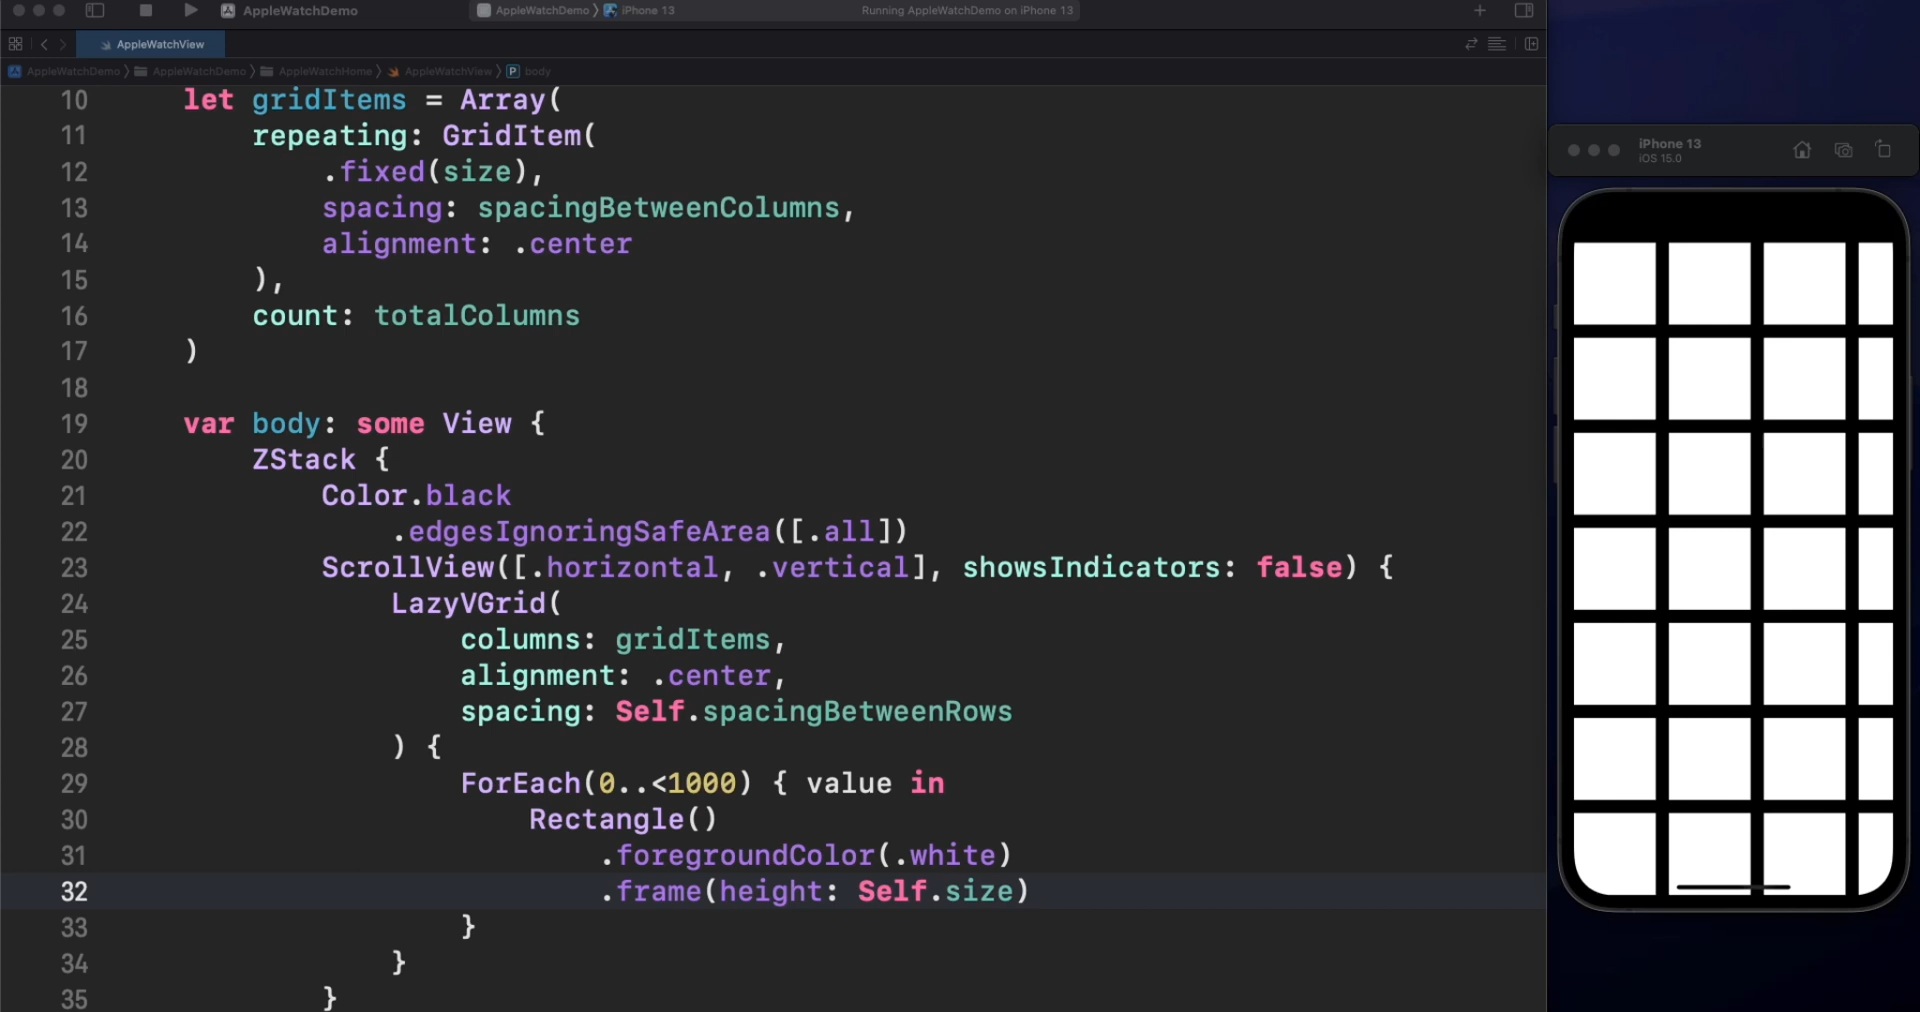 AppleWatchDemo
AppleWatchDemo 〉 iPhone 13
Running AppleWatchDemo on iPhone 13
AppleWatchView
AppleWatchDemo 〉 AppleWatchDemo 〉 AppleWatchHome 〉 AppleWatchView 〉 P body
10 let gridItems = Array(
11 repeating: GridItem(
12 .fixed(size),
13 spacing: spacingBetweenColumns,
14 alignment: .center
15 ),
16 count: totalColumns
17 )
18
19 var body: some View {
20 ZStack {
21 Color.black
22 .edgesIgnoringSafeArea([.all])
23 ScrollView([.horizontal, .vertical], showsIndicators: false) {
24 LazyVGrid(
25 columns: gridItems,
26 alignment: .center,
27 spacing: Self.spacingBetweenRows
28 ) {
29 ForEach(0..<1000) { value in
30 Rectangle()
31 .foregroundColor(.white)
32 .frame(height: Self.size)
33 }
34 }
35 }
iPhone 13
iOS 15.0